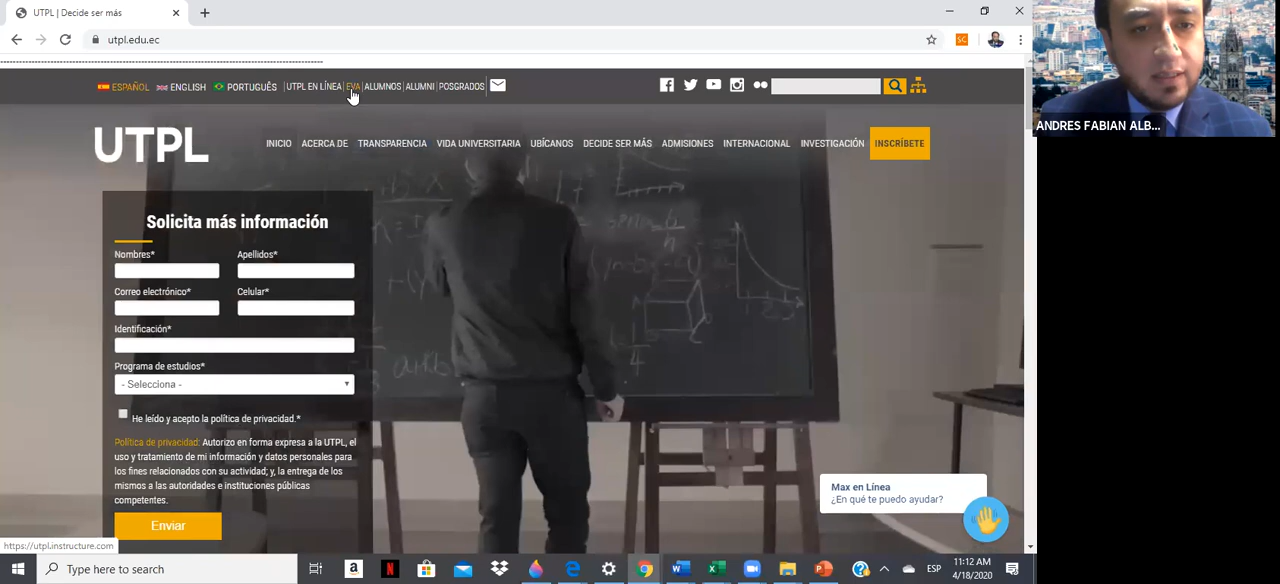 UTPL | Decide ser más
utpl.edu.ec
ESPAÑOL ENGLISH PORTUGUÊS | UTPL EN LÍNEA | EVA | ALUMNOS | ALUMNI | POSGRADOS
UTPL
INICIO ACERCA DE TRANSPARENCIA VIDA UNIVERSITARIA UBÍCANOS DECIDE SER MÁS ADMISIONES INTERNACIONAL INVESTIGACIÓN INSCRÍBETE
Solicita más información
Nombres* Apellidos*
Correo electrónico* Celular*
Identificación*
Programa de estudios*
- Selecciona -
He leído y acepto la política de privacidad.*
Política de privacidad: Autorizo en forma expresa a la UTPL, el
uso y tratamiento de mi información y datos personales para
los fines relacionados con su actividad; y, la entrega de los
mismos a las autoridades e instituciones públicas
competentes.
Enviar
Max en Línea
¿En qué te puedo ayudar?
https://utpl.instructure.com
Type here to search
ESP
11:12 AM
4/18/2020
ANDRES FABIAN ALB...